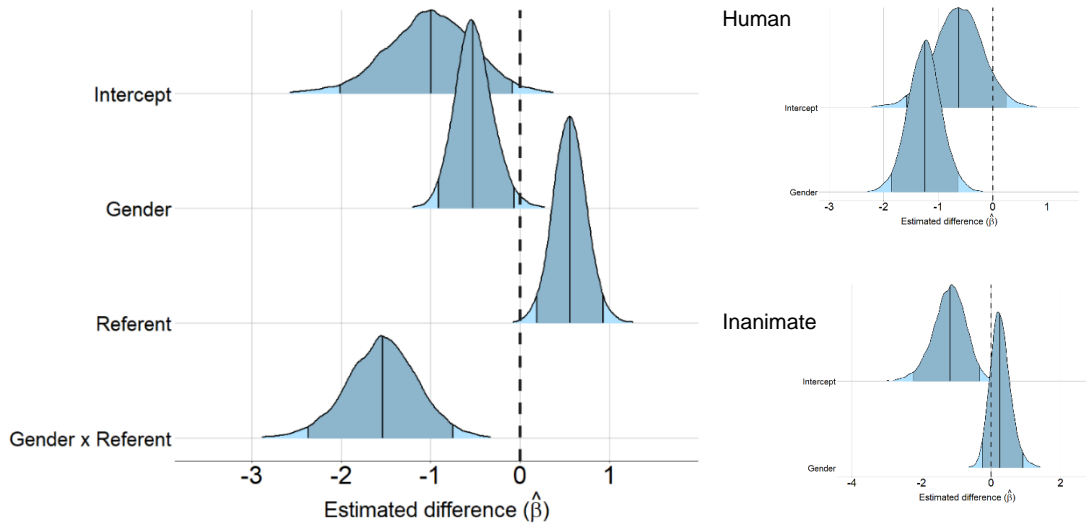 Intercept
Gender
Referent
Gender x Referent
-3 -2 -1 0 1
Estimated difference (β̂)
Human
Intercept
Gender
-3 -2 -1 0 1
Estimated difference (β̂)
Inanimate
Intercept
Gender
-4 -2 0 2
Estimated difference (β̂)